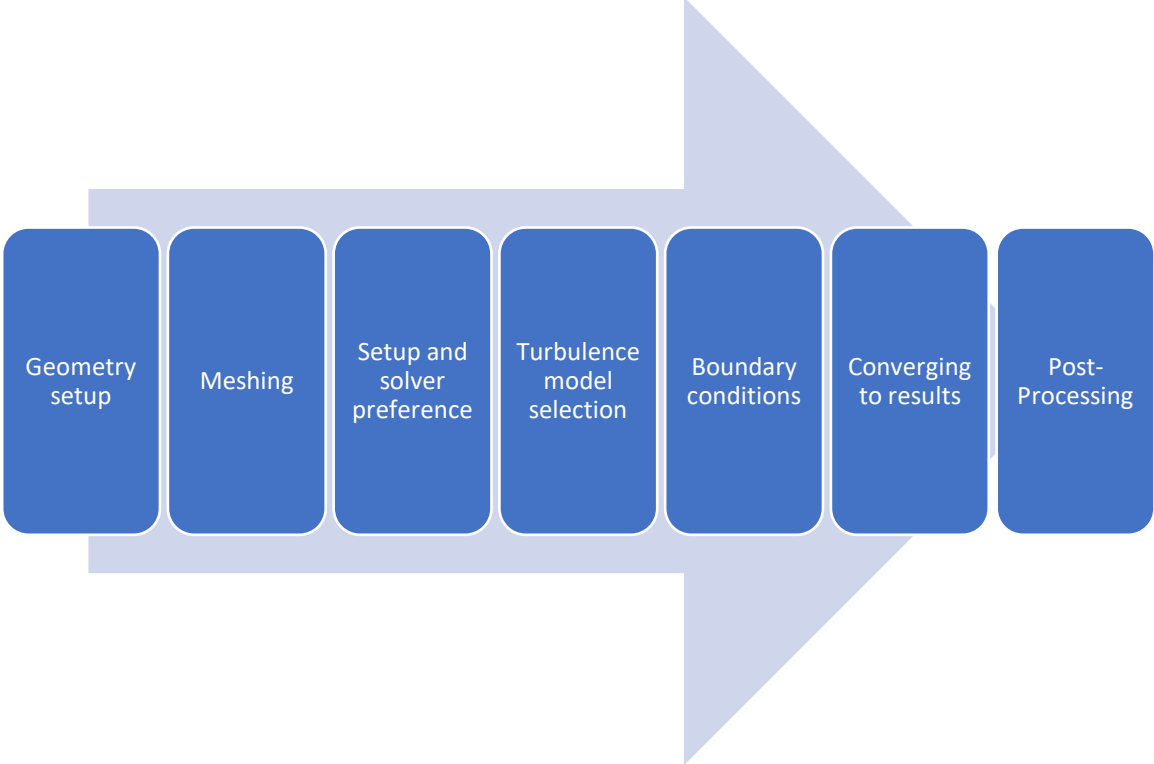 Geometry
setup
Meshing
Setup and
solver
preference
Turbulence
model
selection
Boundary
conditions
Converging
to results
Post-
Processing